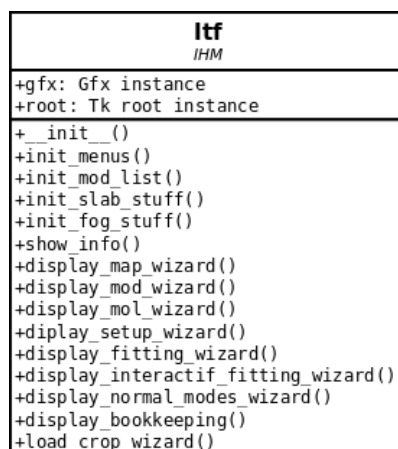 Itf
IHM
+gfx: Gfx instance
+root: Tk root instance
+__init__()
+init_menus()
+init_mod_list()
+init_slab_stuff()
+init_fog_stuff()
+show_info()
+display_map_wizard()
+display_mod_wizard()
+display_mol_wizard()
+diplay_setup_wizard()
+display_fitting_wizard()
+display_interactif_fitting_wizard()
+display_normal_modes_wizard()
+display_bookkeeping()
+load_crop_wizard()